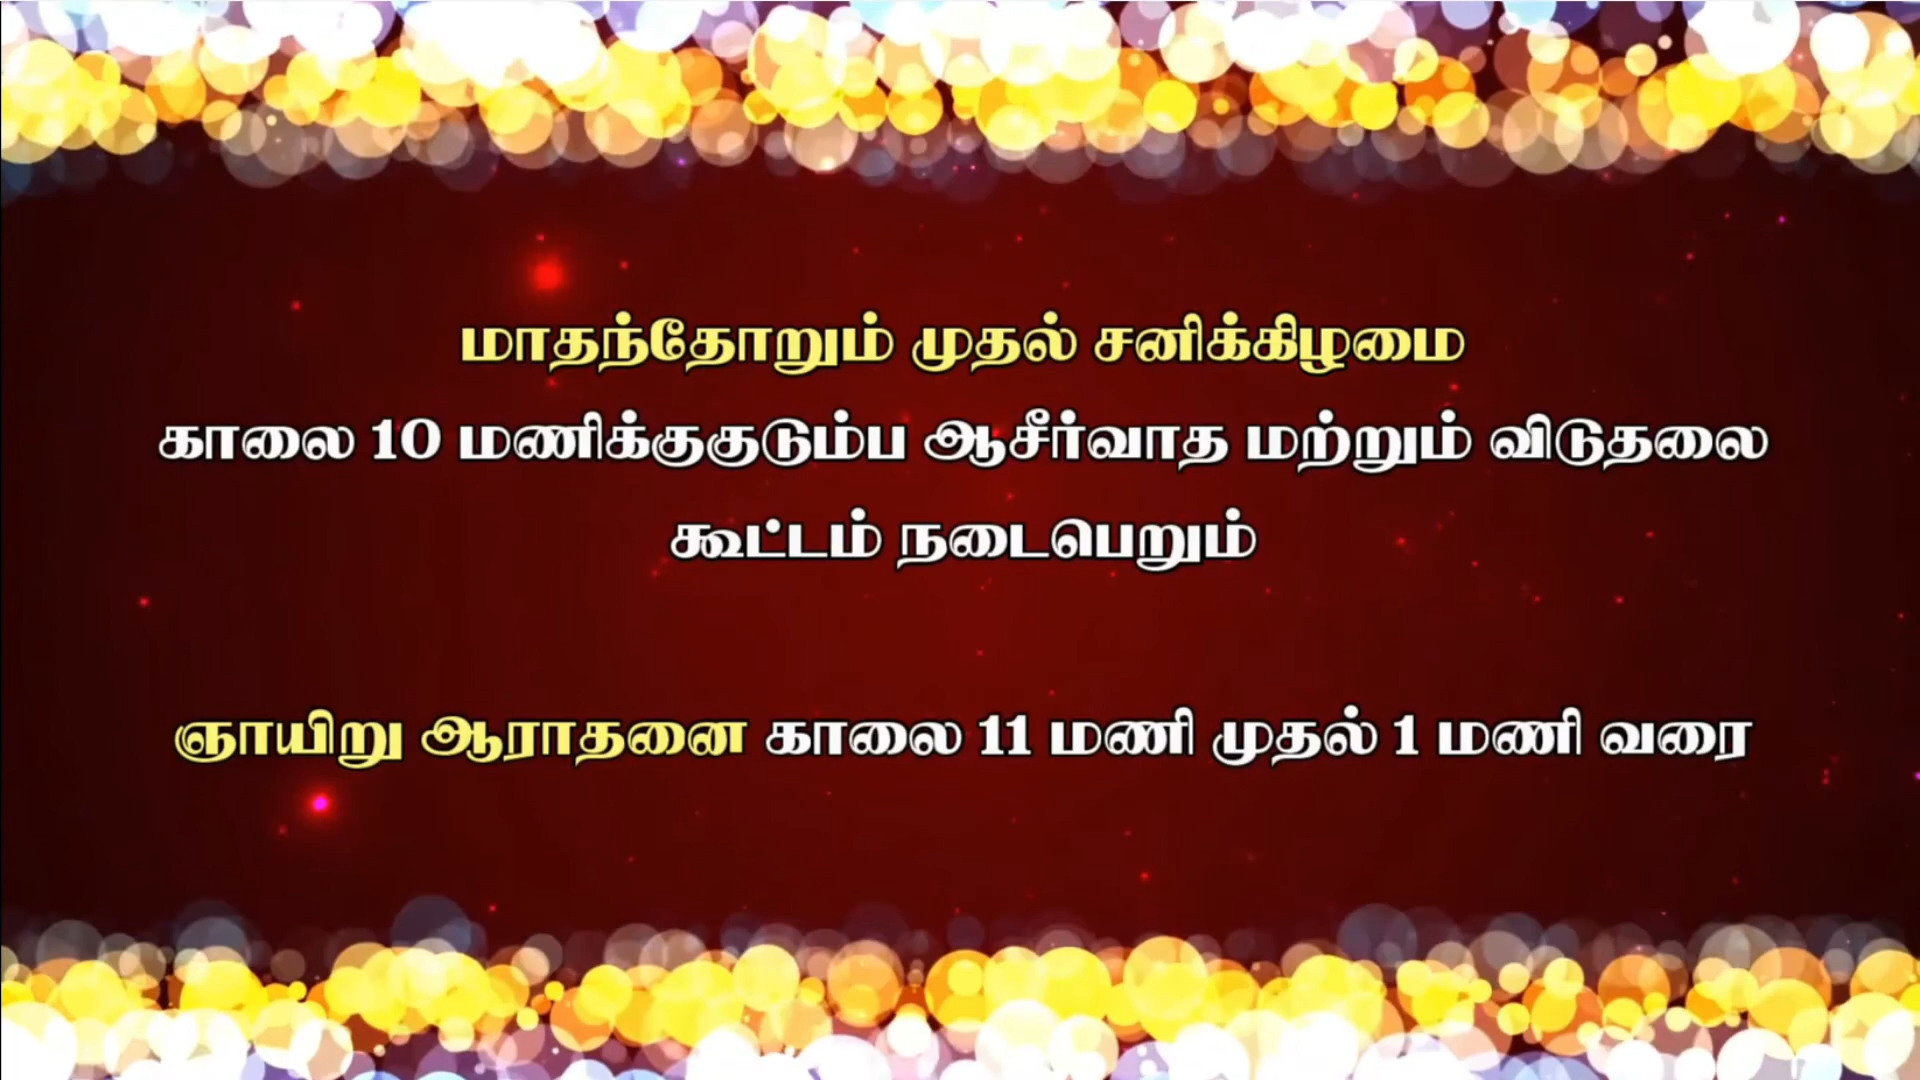 மாதந்தோறும் முதல் சனிக்கிழமை
காலை 10 மணிக்குகுடும்ப ஆசீர்வாத மற்றும் விடுதலை
கூட்டம் நடைபெறும்
ஞாயிறு ஆராதனை காலை 11 மணி முதல் 1 மணி வரை